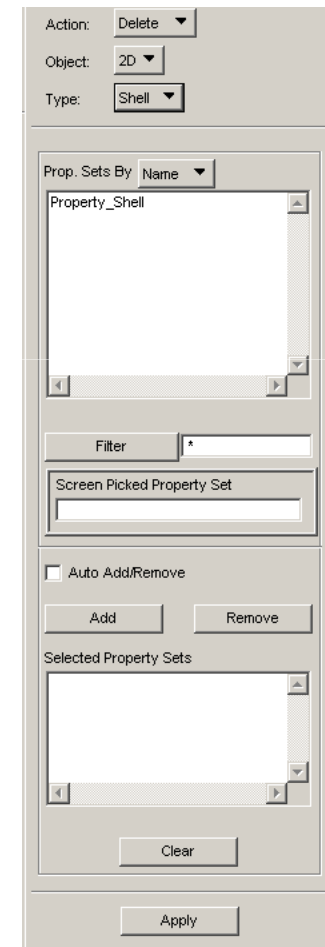 Action: Delete
Object: 2D
Type: Shell
Prop. Sets By Name
Property_Shell
Filter *
Screen Picked Property Set
Auto Add/Remove
Add Remove
Selected Property Sets
Clear
Apply